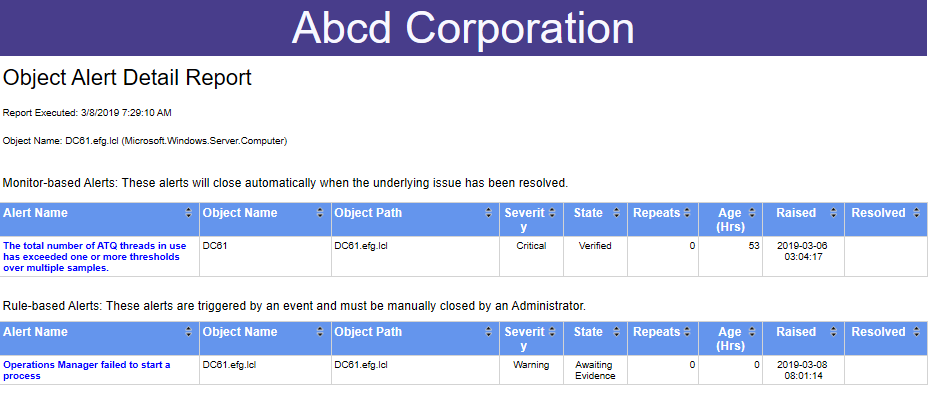 Abcd Corporation
Object Alert Detail Report
Report Executed: 3/8/2019 7:29:10 AM
Object Name: DC61.efg.lcl (Microsoft.Windows.Server.Computer)
Monitor-based Alerts: These alerts will close automatically when the underlying issue has been resolved.
Alert Name Object Name Object Path Severit State Repeats Age Raised Resolved
y (Hrs)
The total number of ATQ threads in use DC61 DC61.efg.lcl Critical Verified 0 53 2019-03-06
has exceeded one or more thresholds 03:04:17
over multiple samples.
Rule-based Alerts: These alerts are triggered by an event and must be manually closed by an Administrator.
Alert Name Object Name Object Path Severit State Repeats Age Raised Resolved
y (Hrs)
Operations Manager failed to start a DC61.efg.lcl DC61.efg.lcl Warning Awaiting 0 0 2019-03-08
process Evidence 08:01:14